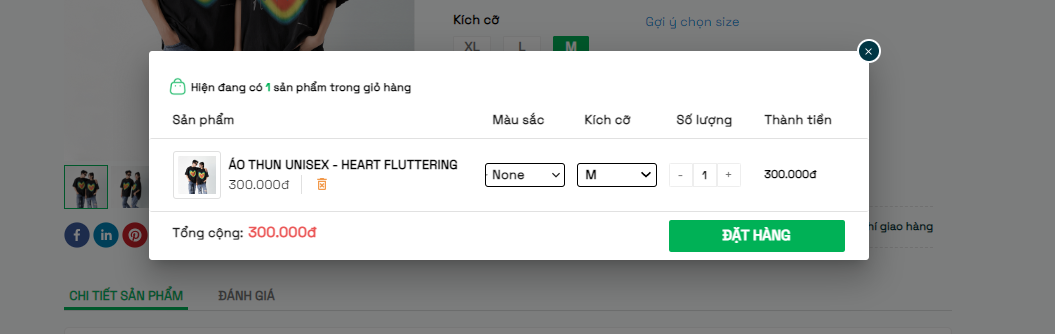 Kích cỡ
Gợi ý chọn size
XL L M
Hiện đang có 1 sản phẩm trong giỏ hàng
Sản phẩm Màu sắc Kích cỡ Số lượng Thành tiền
ÁO THUN UNISEX - HEART FLUTTERING
None M - 1 + 300.000đ
300.000đ
Tổng cộng: 300.000đ
ĐẶT HÀNG
hí giao hàng
CHI TIẾT SẢN PHẨM ĐÁNH GIÁ